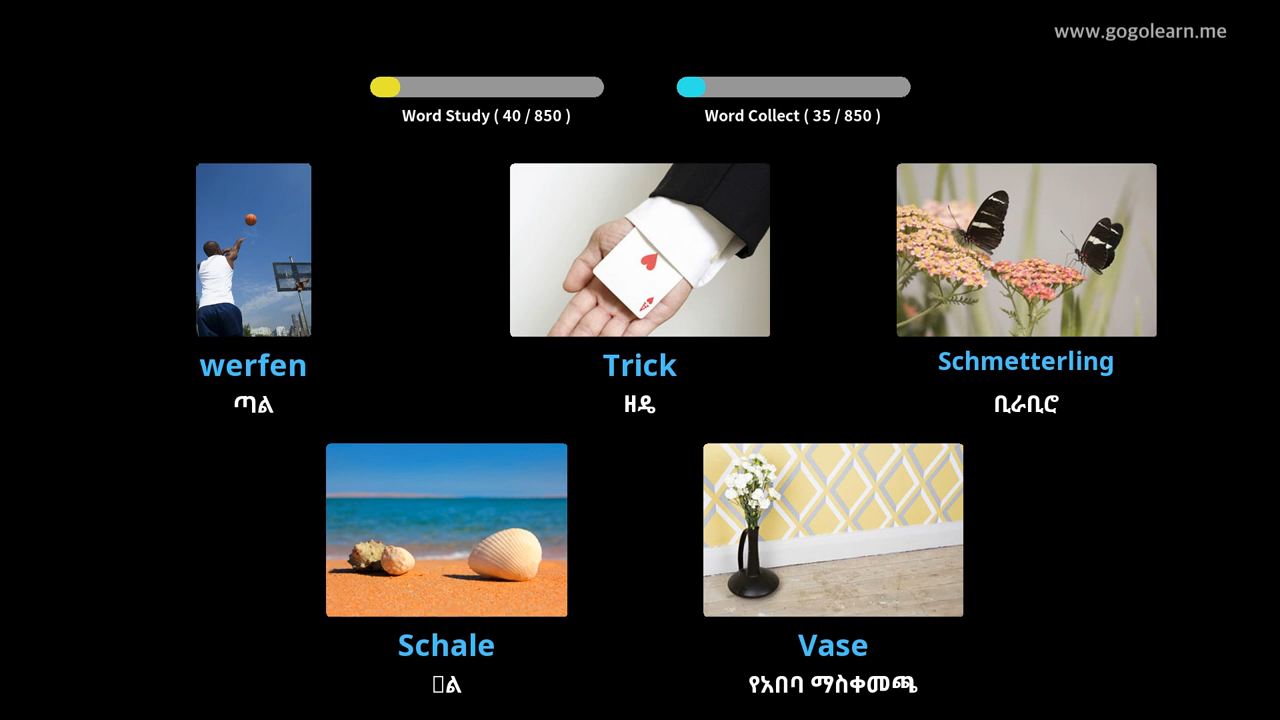 www.gogolearn.me
Word Study ( 40 / 850 )
Word Collect ( 35 / 850 )
werfen
Trick
Schmetterling
ጣል
ዘዴ
ቢራቢሮ
Schale
Vase
ል
የአበባ ማስቀመጫ